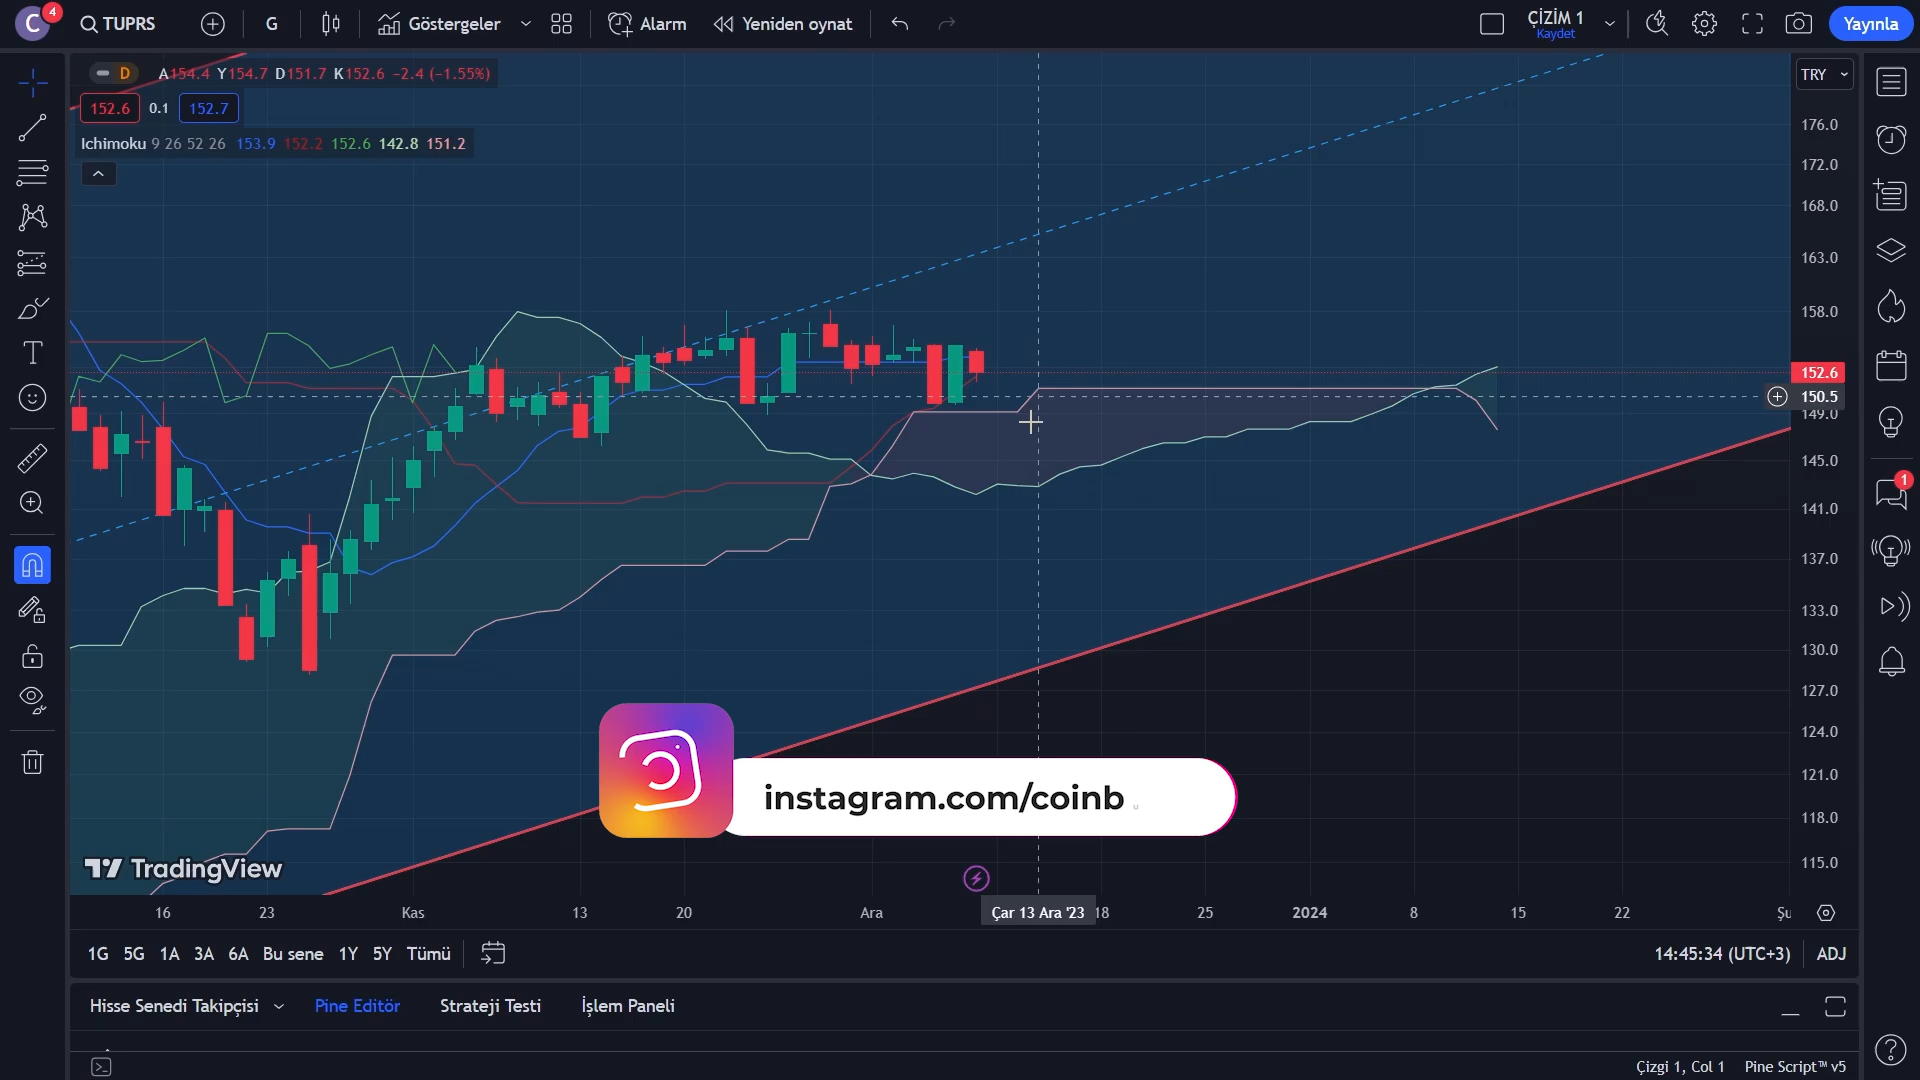 C 4 TUPRS G Göstergeler Alarm Yeniden oynat ÇİZİM 1 Kaydet Yayınla
D A154.4 Y154.7 D151.7 K152.6 −2.4 (−1.55%) TRY
152.6 0.1 152.7
Ichimoku 9 26 52 26 153.9 152.2 152.6 142.8 151.2
176.0
172.0
168.0
163.0
158.0
152.6
150.5
149.0
145.0
141.0
137.0
133.0
130.0
127.0
124.0
121.0
118.0
115.0
1
instagram.com/coinb
TradingView
16 23 Kas 13 20 Ara Çar 13 Ara '23 18 25 2024 8 15 22 Şu
1G 5G 1A 3A 6A Bu sene 1Y 5Y Tümü 14:45:34 (UTC+3) ADJ
Hisse Senedi Takipçisi Pine Editör Strateji Testi İşlem Paneli
Çizgi 1, Col 1 Pine Script™ v5